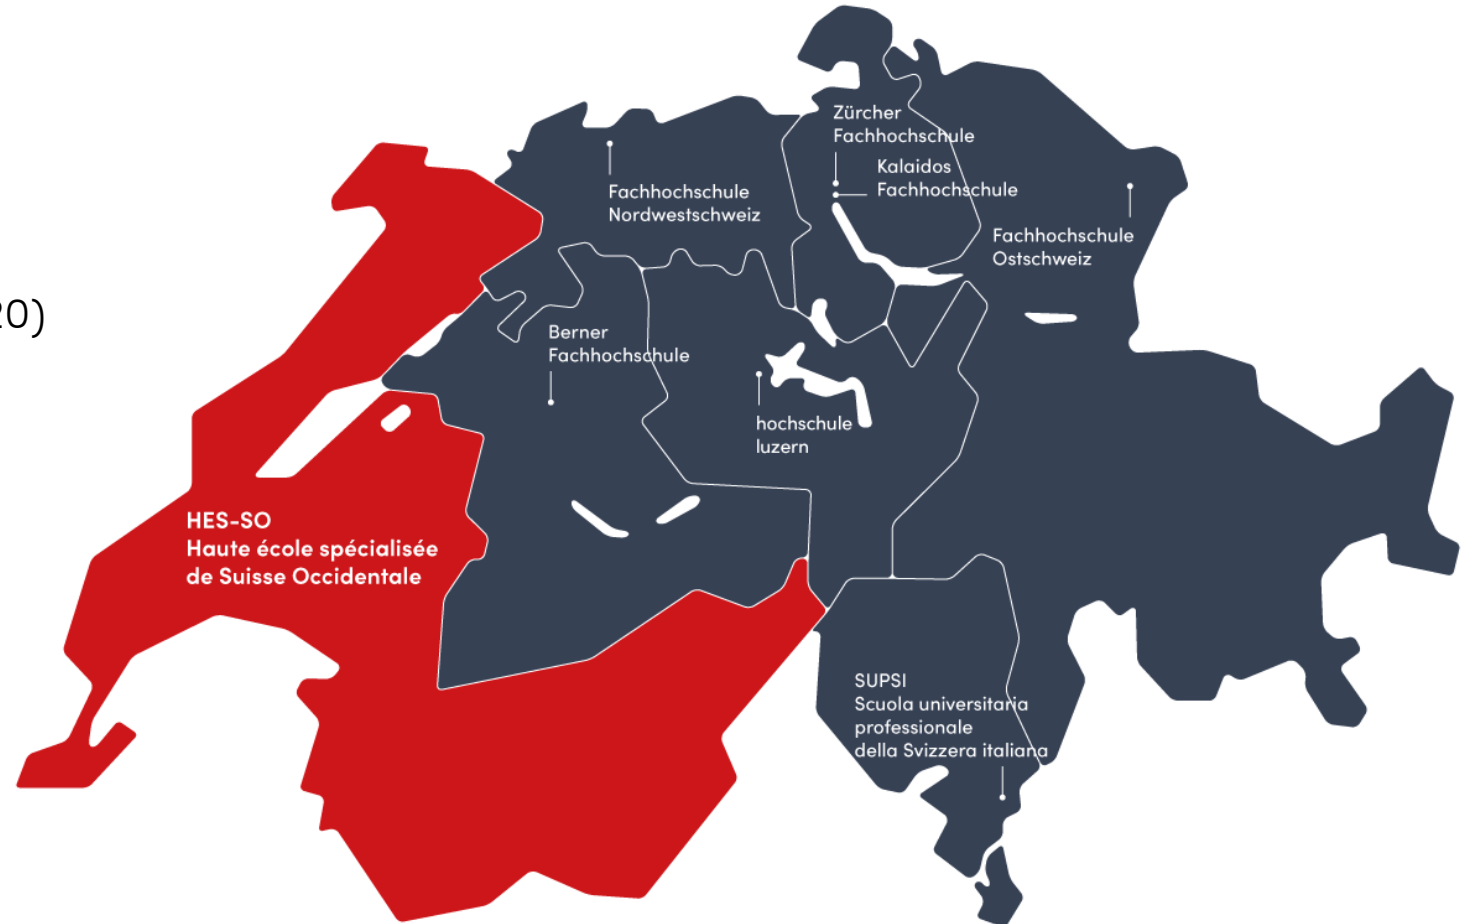 Zürcher
Fachhochschule
Kalaidos
Fachhochschule
Fachhochschule
Nordwestschweiz
Fachhochschule
Ostschweiz
20)
Berner
Fachhochschule
hochschule
luzern
HES-SO
Haute école spécialisée
de Suisse Occidentale
SUPSI
Scuola universitaria
professionale
della Svizzera italiana